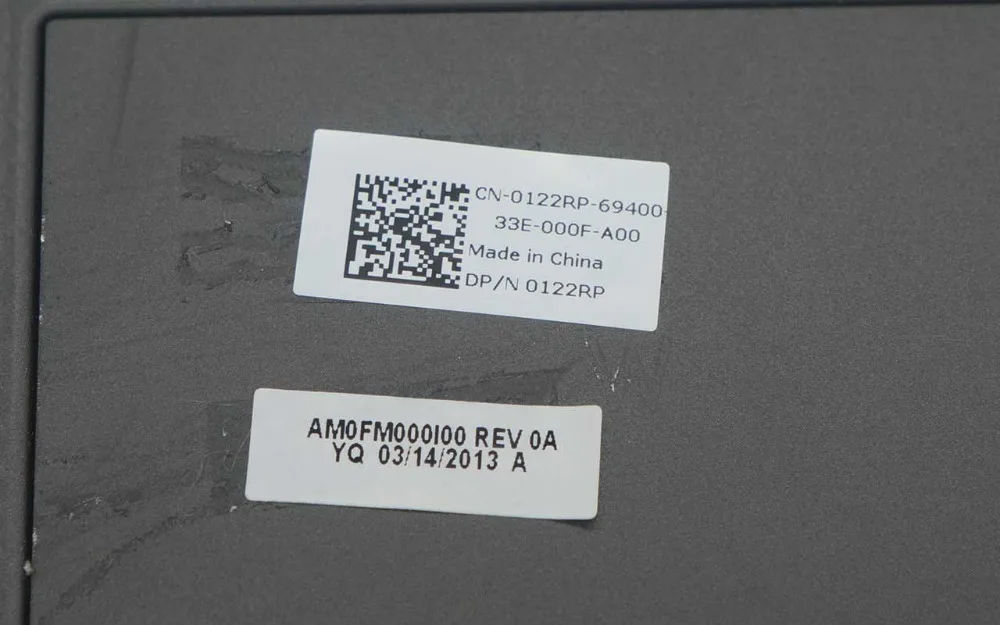 CN-0122RP-69400-
33E-000F-A00
Made in China
DP/N 0122RP
AM0FM000I00 REV 0A
YQ 03/14/2013 A